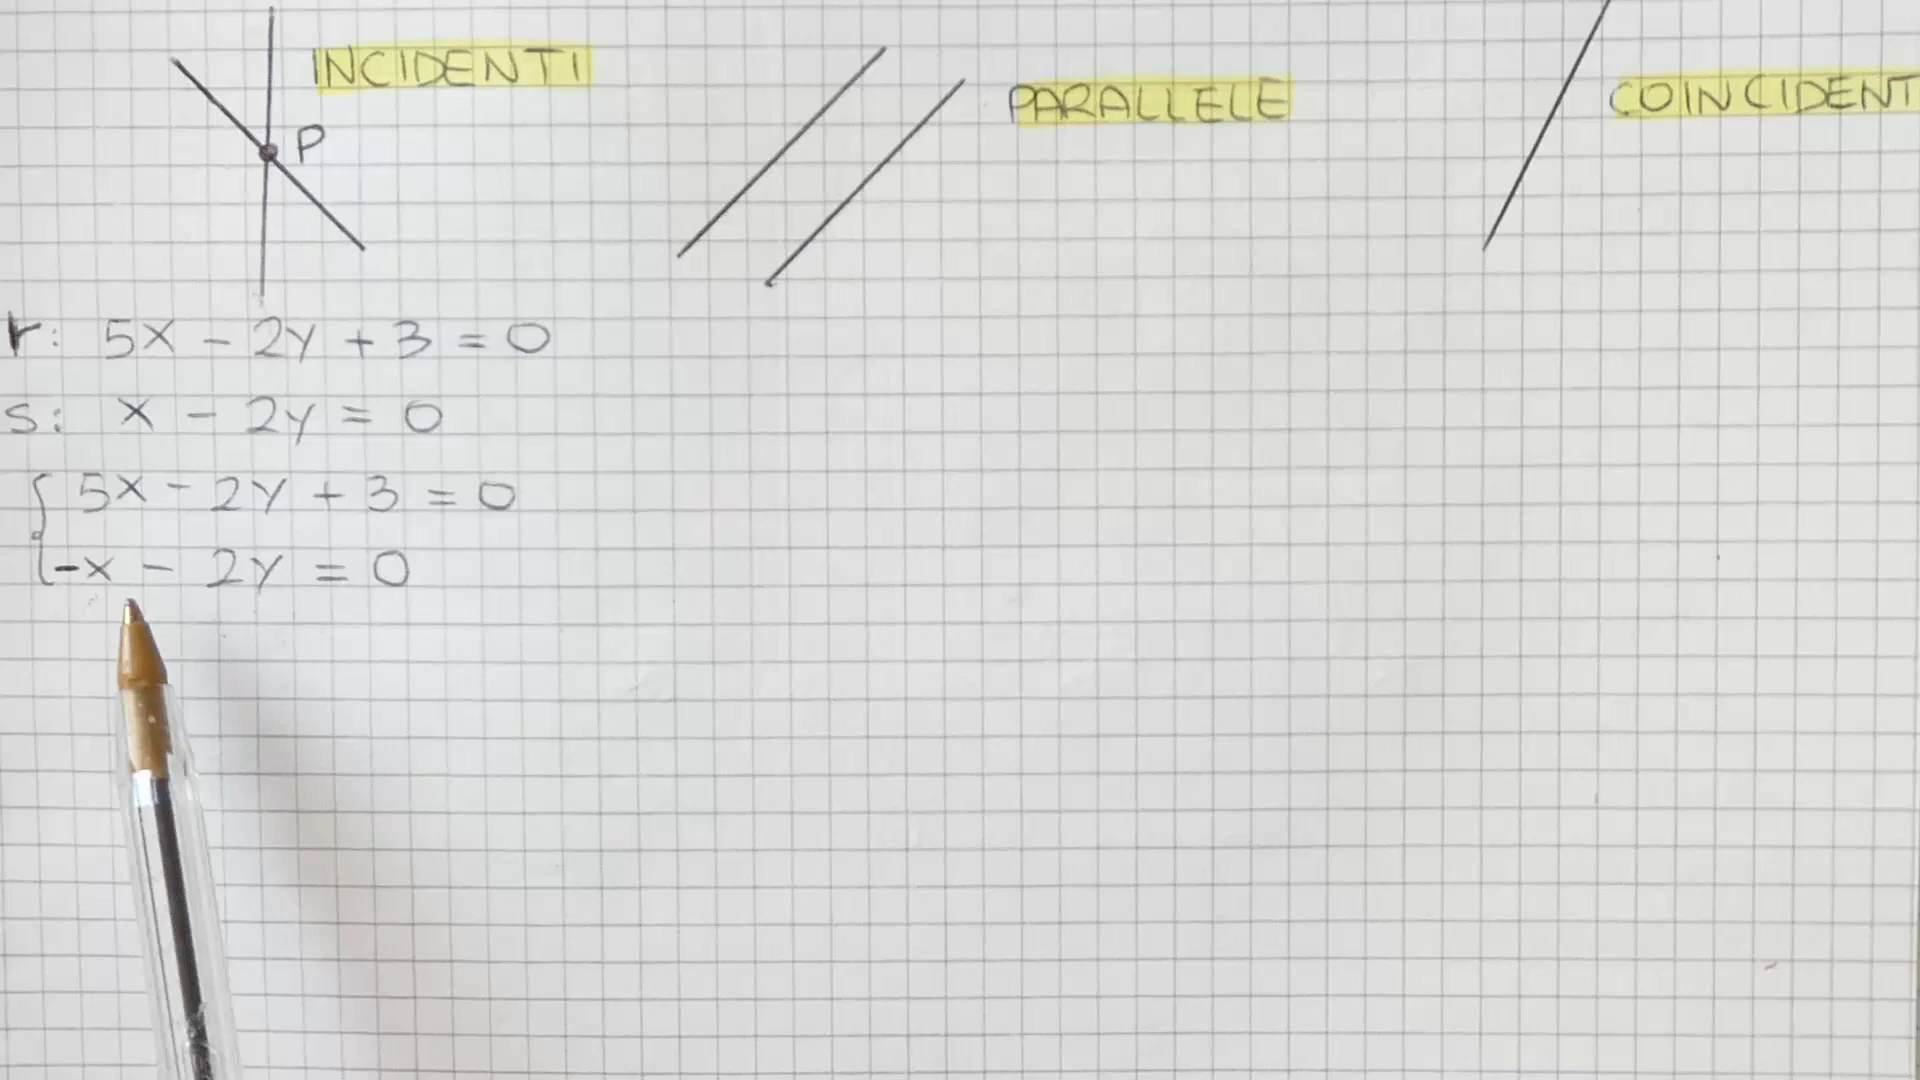 INCIDENTI
P
PARALLELE
COINCIDENT
r: 5x - 2y + 3 = 0
s: x - 2y = 0
5x - 2y + 3 = 0
-x - 2y = 0